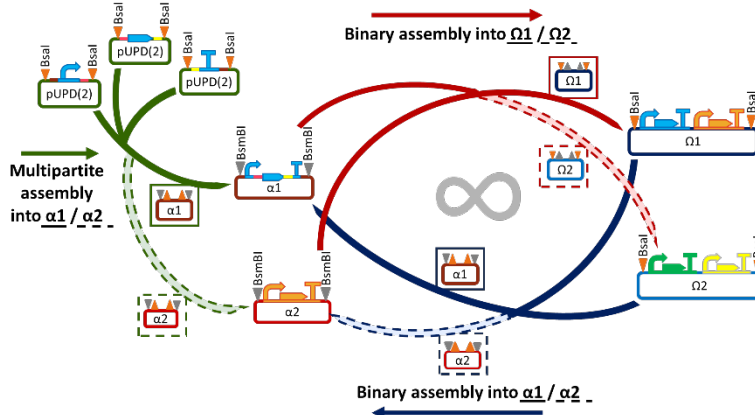 BsaI
BsaI
pUPD(2)
BsaI
BsaI
pUPD(2)
BsaI
BsaI
pUPD(2)
Binary assembly into Ω1 / Ω2
Ω1
BsaI
BsaI
Ω1
Multipartite
assembly
into α1 / α2
α1
BsmBI
BsmBI
α1
Ω2
BsaI
BsaI
Ω2
α1
BsmBI
BsmBI
α2
α2
α2
Binary assembly into α1 / α2